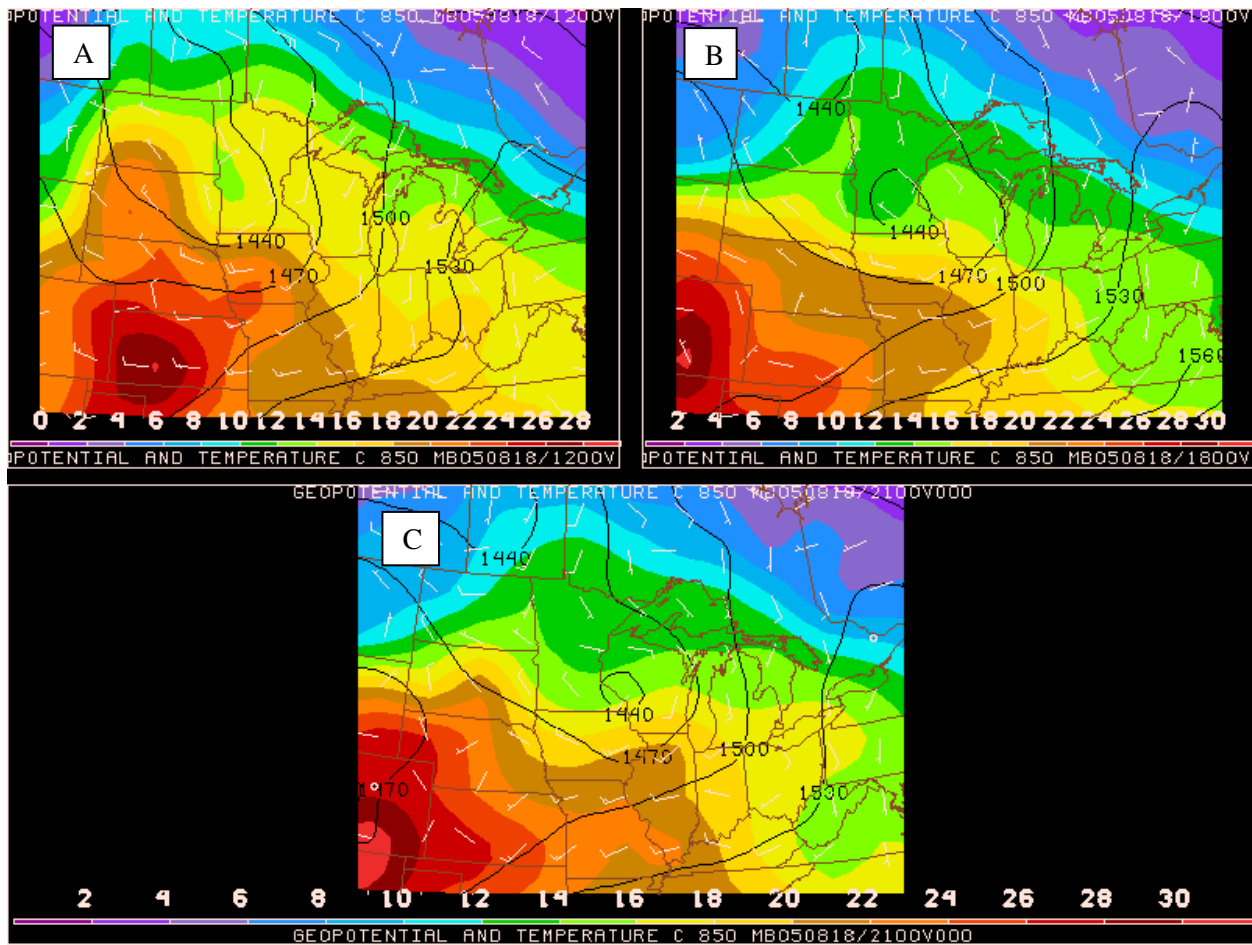 OPOTENTIAL AND TEMPERATURE C 850 MB050818/1200V
A
1440
1470
1500
1530
0 2 4 6 8 10 12 14 16 18 20 22 24 26 28
OPOTENTIAL AND TEMPERATURE C 850 MB050818/1200V
OPOTENTIAL AND TEMPERATURE C 850 MB050818/1800V
B
1440
1440
1470
1500
1530
1560
2 4 6 8 10 12 14 16 18 20 22 24 26 28 30
OPOTENTIAL AND TEMPERATURE C 850 MB050818/1800V
GEOPOTENTIAL AND TEMPERATURE C 850 MB050818/2100V000
C
1440
1440
1470
1500
1470
1530
2 4 6 8 10 12 14 16 18 20 22 24 26 28 30
GEOPOTENTIAL AND TEMPERATURE C 850 MB050818/2100V000